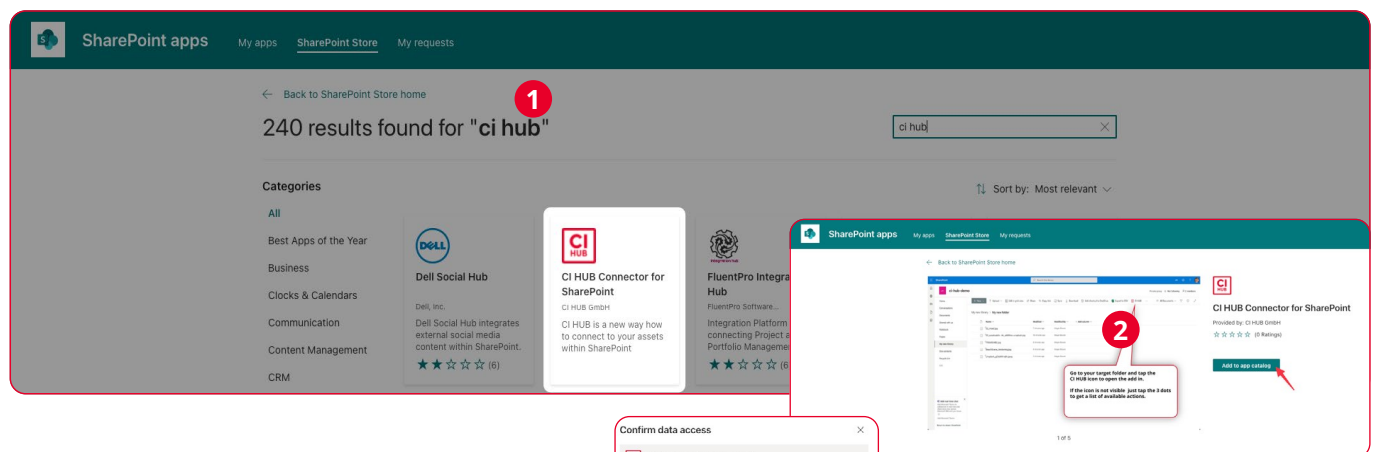 SharePoint apps
My apps
SharePoint Store
My requests
1
← Back to SharePoint Store home
240 results found for "ci hub"
ci hub
Categories
Sort by: Most relevant
All
Best Apps of the Year
Business
Clocks & Calendars
Communication
Content Management
CRM
DELL
Dell Social Hub
Dell, Inc.
Dell Social Hub integrates
external social media
content within SharePoint.
(6)
CI
HUB
CI HUB Connector for
SharePoint
CI HUB GmbH
CI HUB is a new way how
to connect to your assets
within SharePoint
FluentPro Integra
Hub
FluentPro Software...
Integration Platform
connecting Project a
Portfolio Manageme
(6
SharePoint apps
My apps
SharePoint Store
My requests
← Back to SharePoint Store home
ci hub demo
2
Go to your target folder and tap the
CI HUB icon to open the add in.
If the icon is not visible just tap the 3 dots
to get a list of available actions.
1 of 5
CI
HUB
CI HUB Connector for SharePoint
Provided by: CI HUB GmbH
(0 Ratings)
Add to app catalog
Confirm data access